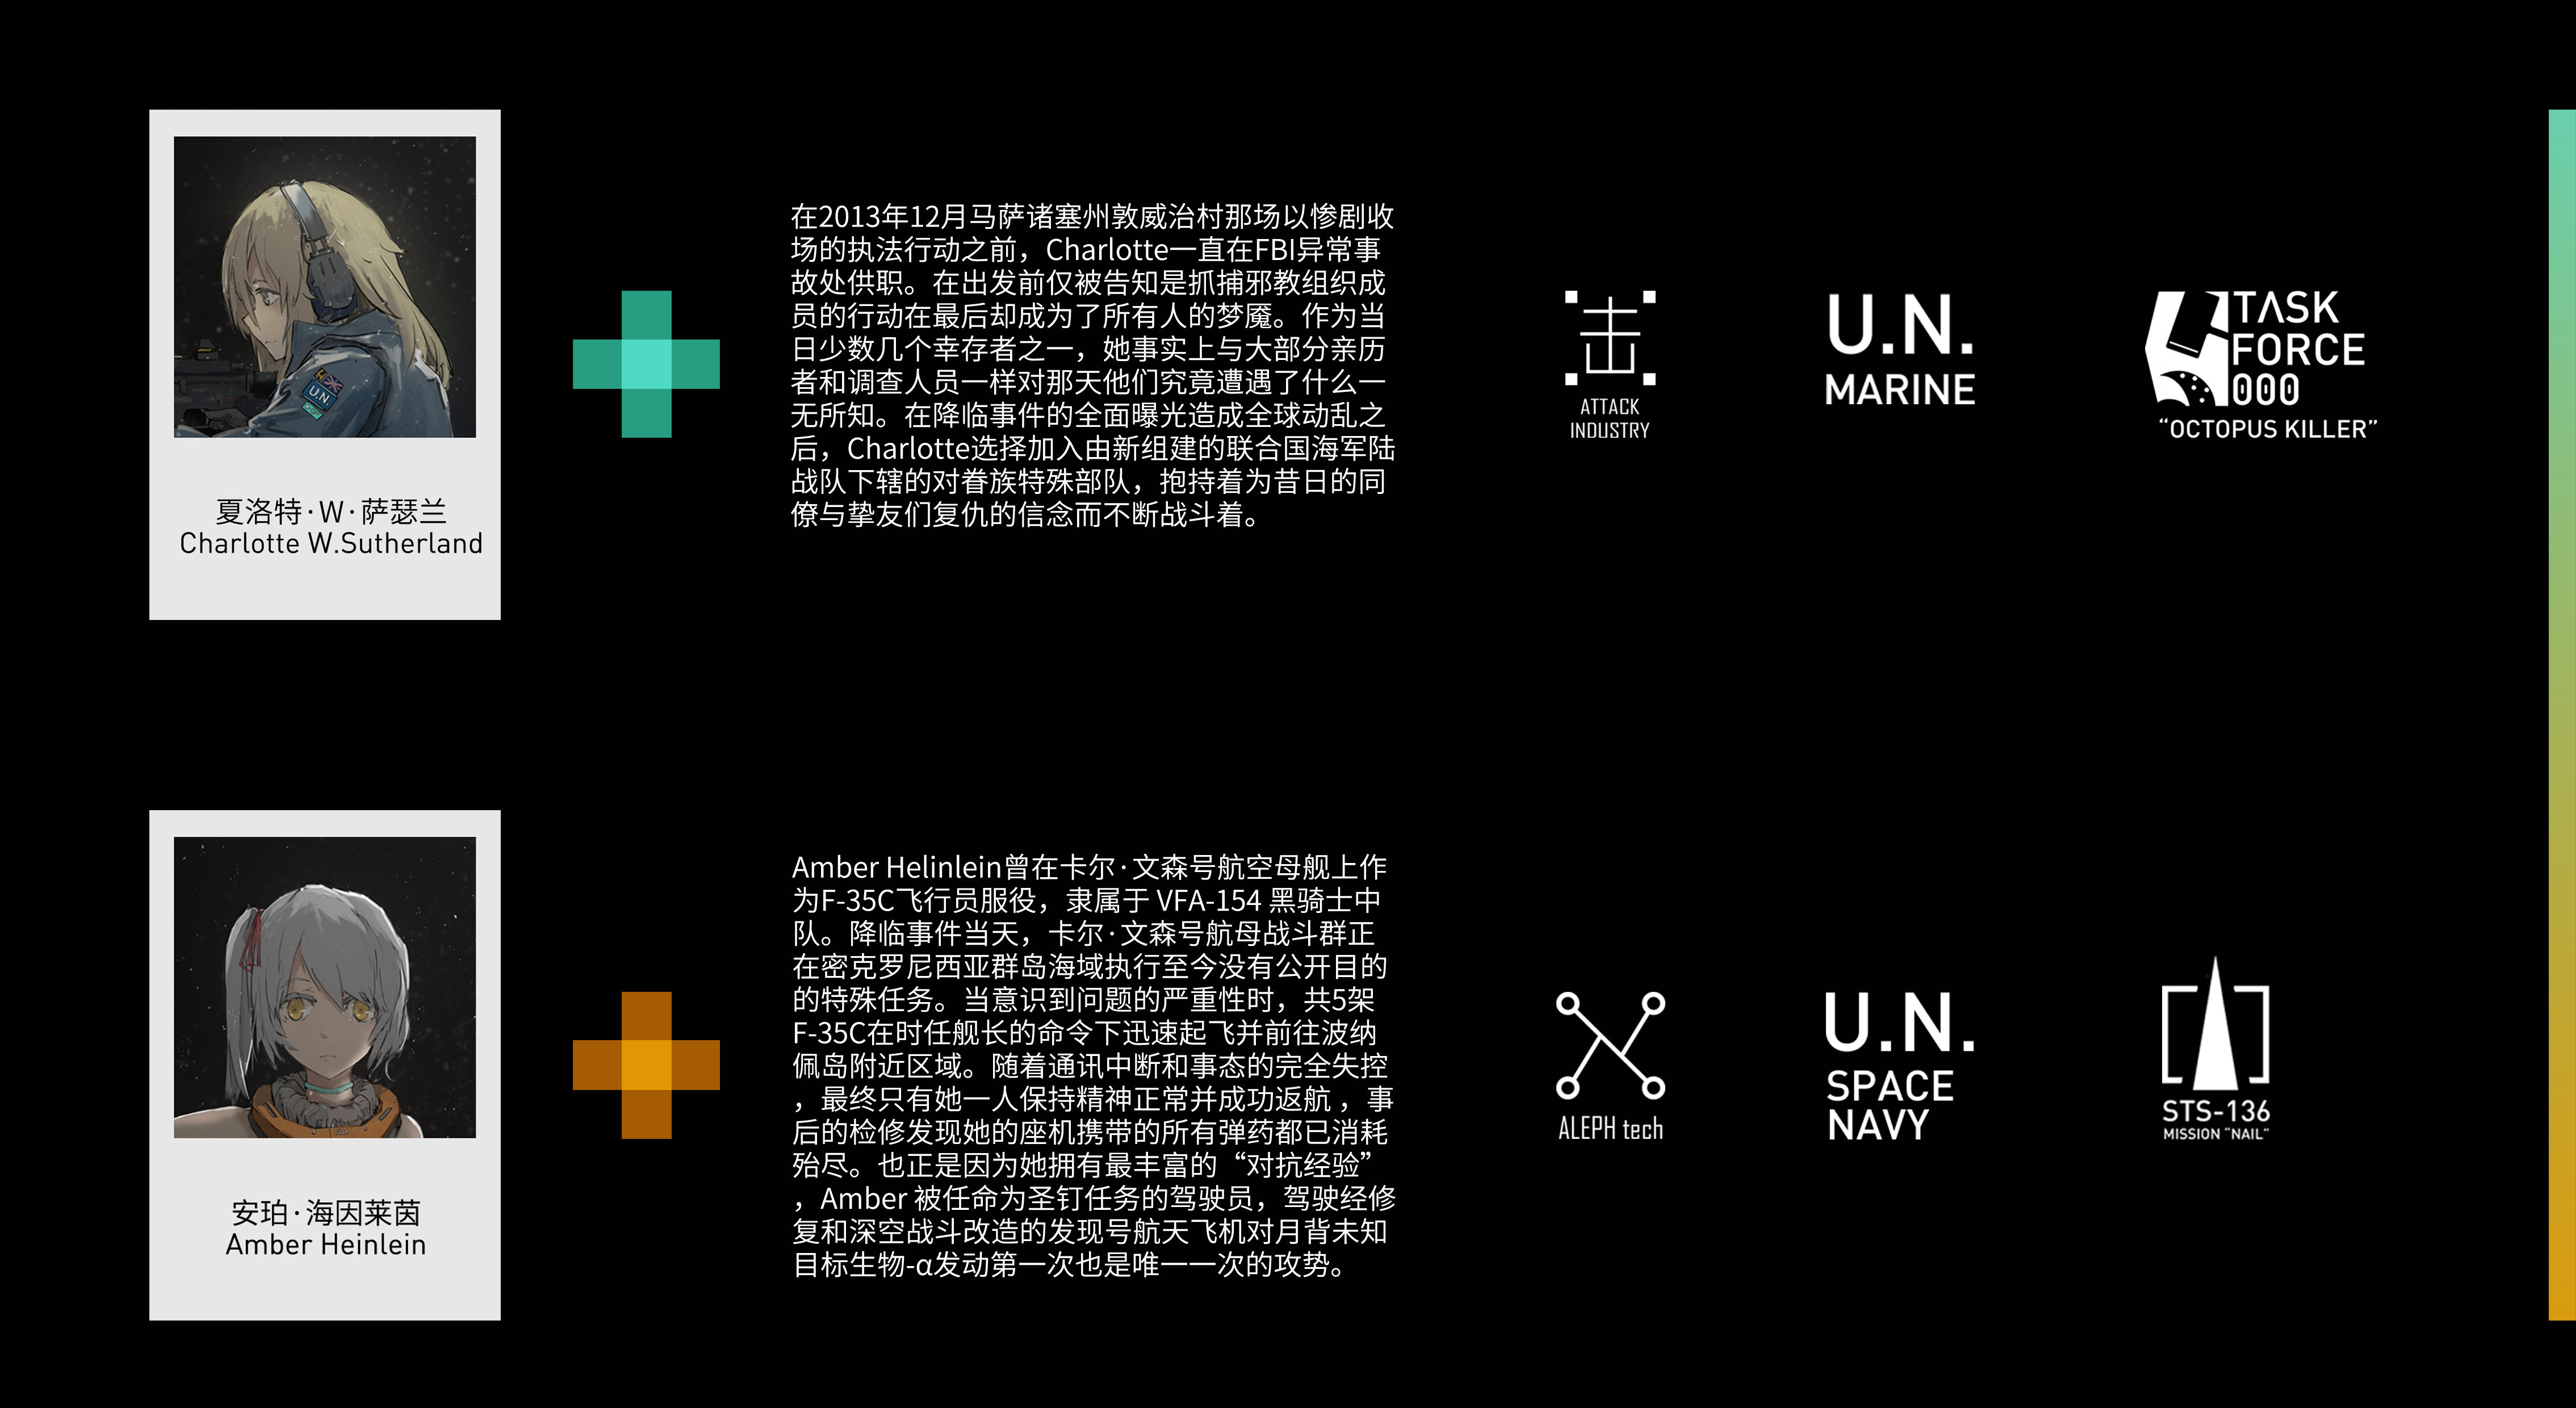 夏洛特·W·萨瑟兰
Charlotte W.Sutherland
U.N.
在2013年12月马萨诸塞州敦威治村那场以惨剧收
场的执法行动之前，Charlotte一直在FBI异常事
故处供职。在出发前仅被告知是抓捕邪教组织成
员的行动在最后却成为了所有人的梦魇。作为当
日少数几个幸存者之一，她事实上与大部分亲历
者和调查人员一样对那天他们究竟遭遇了什么一
无所知。在降临事件的全面曝光造成全球动乱之
后，Charlotte选择加入由新组建的联合国海军陆
战队下辖的对眷族特殊部队，抱持着为昔日的同
僚与挚友们复仇的信念而不断战斗着。
击
ATTACK
INDUSTRY
U.N.
MARINE
TASK
FORCE
000
“OCTOPUS KILLER”
安珀·海因莱茵
Amber Heinlein
Amber Helinlein曾在卡尔·文森号航空母舰上作
为F-35C飞行员服役，隶属于 VFA-154 黑骑士中
队。降临事件当天，卡尔·文森号航母战斗群正
在密克罗尼西亚群岛海域执行至今没有公开目的
的特殊任务。当意识到问题的严重性时，共5架
F-35C在时任舰长的命令下迅速起飞并前往波纳
佩岛附近区域。随着通讯中断和事态的完全失控
，最终只有她一人保持精神正常并成功返航，事
后的检修发现她的座机携带的所有弹药都已消耗
殆尽。也正是因为她拥有最丰富的“对抗经验”
，Amber 被任命为圣钉任务的驾驶员，驾驶经修
复和深空战斗改造的发现号航天飞机对月背未知
目标生物-α发动第一次也是唯一一次的攻势。
ALEPH tech
U.N.
SPACE
NAVY
STS-136
MISSION “NAIL”